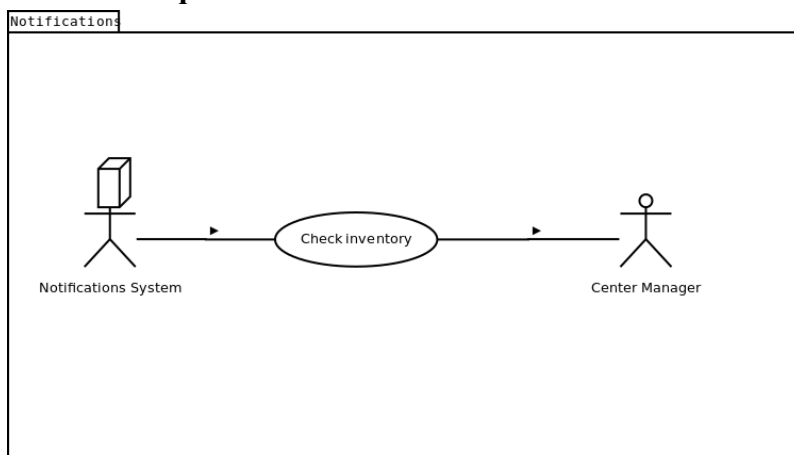 Notifications
Check inventory
Notifications System
Center Manager